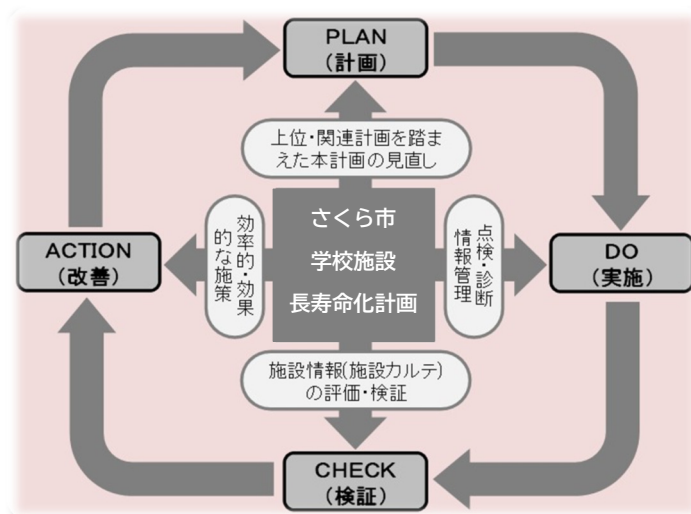 PLAN
(計画)
上位・関連計画を踏ま
えた本計画の見直し
効率的・効果
的な施策
さくら市
学校施設
長寿命化計画
点検・診断
情報管理
ACTION
(改善)
DO
(実施)
施設情報(施設カルテ)
の評価・検証
CHECK
(検証)